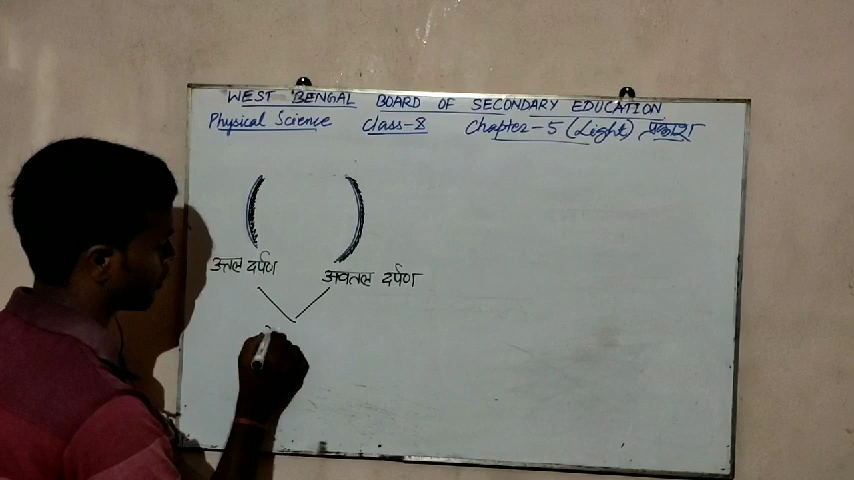 WEST BENGAL BOARD OF SECONDARY EDUCATION
Physical Science Class-8 Chapter-5 (Light) प्रकाश
उत्तल दर्पण
अवतल दर्पण